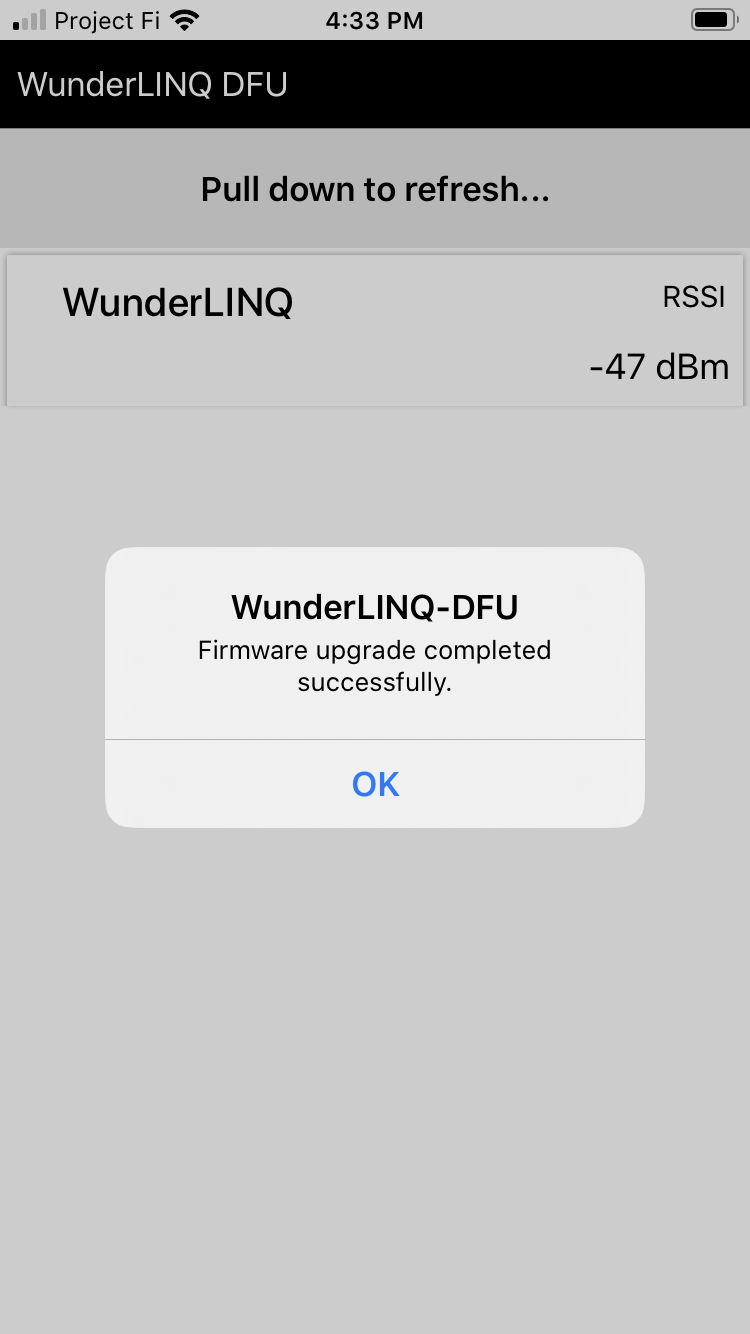 Project Fi 4:33 PM
WunderLINQ DFU
Pull down to refresh...
WunderLINQ RSSI
-47 dBm
WunderLINQ-DFU
Firmware upgrade completed
successfully.
OK